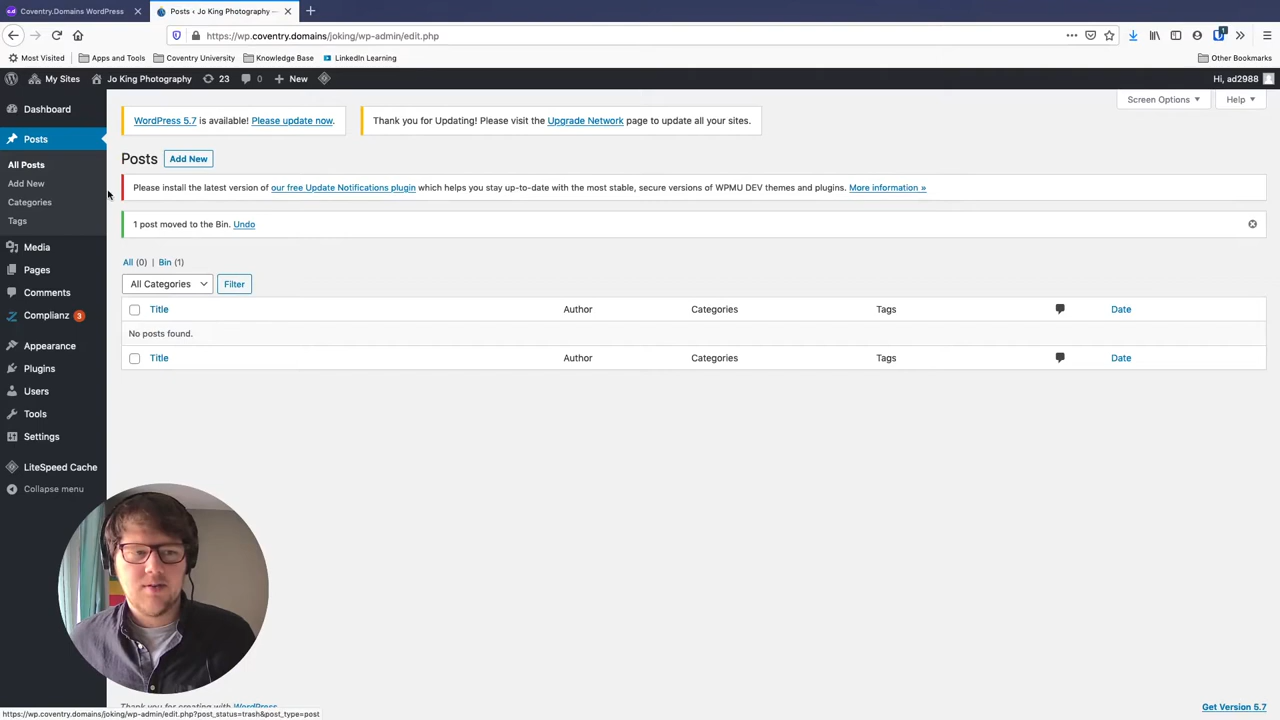 Coventry.Domains WordPress
Posts ‹ Jo King Photography —
https://wp.coventry.domains/joking/wp-admin/edit.php
Most Visited
Apps and Tools
Coventry University
Knowledge Base
LinkedIn Learning
Other Bookmarks
My Sites
Jo King Photography
23
0
New
Hi, ad2988
Dashboard
Posts
All Posts
Add New
Categories
Tags
Media
Pages
Comments
Complianz 3
Appearance
Plugins
Users
Tools
Settings
LiteSpeed Cache
Collapse menu
Screen Options
Help
WordPress 5.7 is available! Please update now.
Thank you for Updating! Please visit the Upgrade Network page to update all your sites.
Posts
Add New
Please install the latest version of our free Update Notifications plugin which helps you stay up-to-date with the most stable, secure versions of WPMU DEV themes and plugins. More information »
1 post moved to the Bin. Undo
All (0) | Bin (1)
All Categories
Filter
Title
Author
Categories
Tags
Date
No posts found.
Title
Author
Categories
Tags
Date
Thank you for creating with WordPress
Get Version 5.7
https://wp.coventry.domains/joking/wp-admin/edit.php?post_status=trash&post_type=post